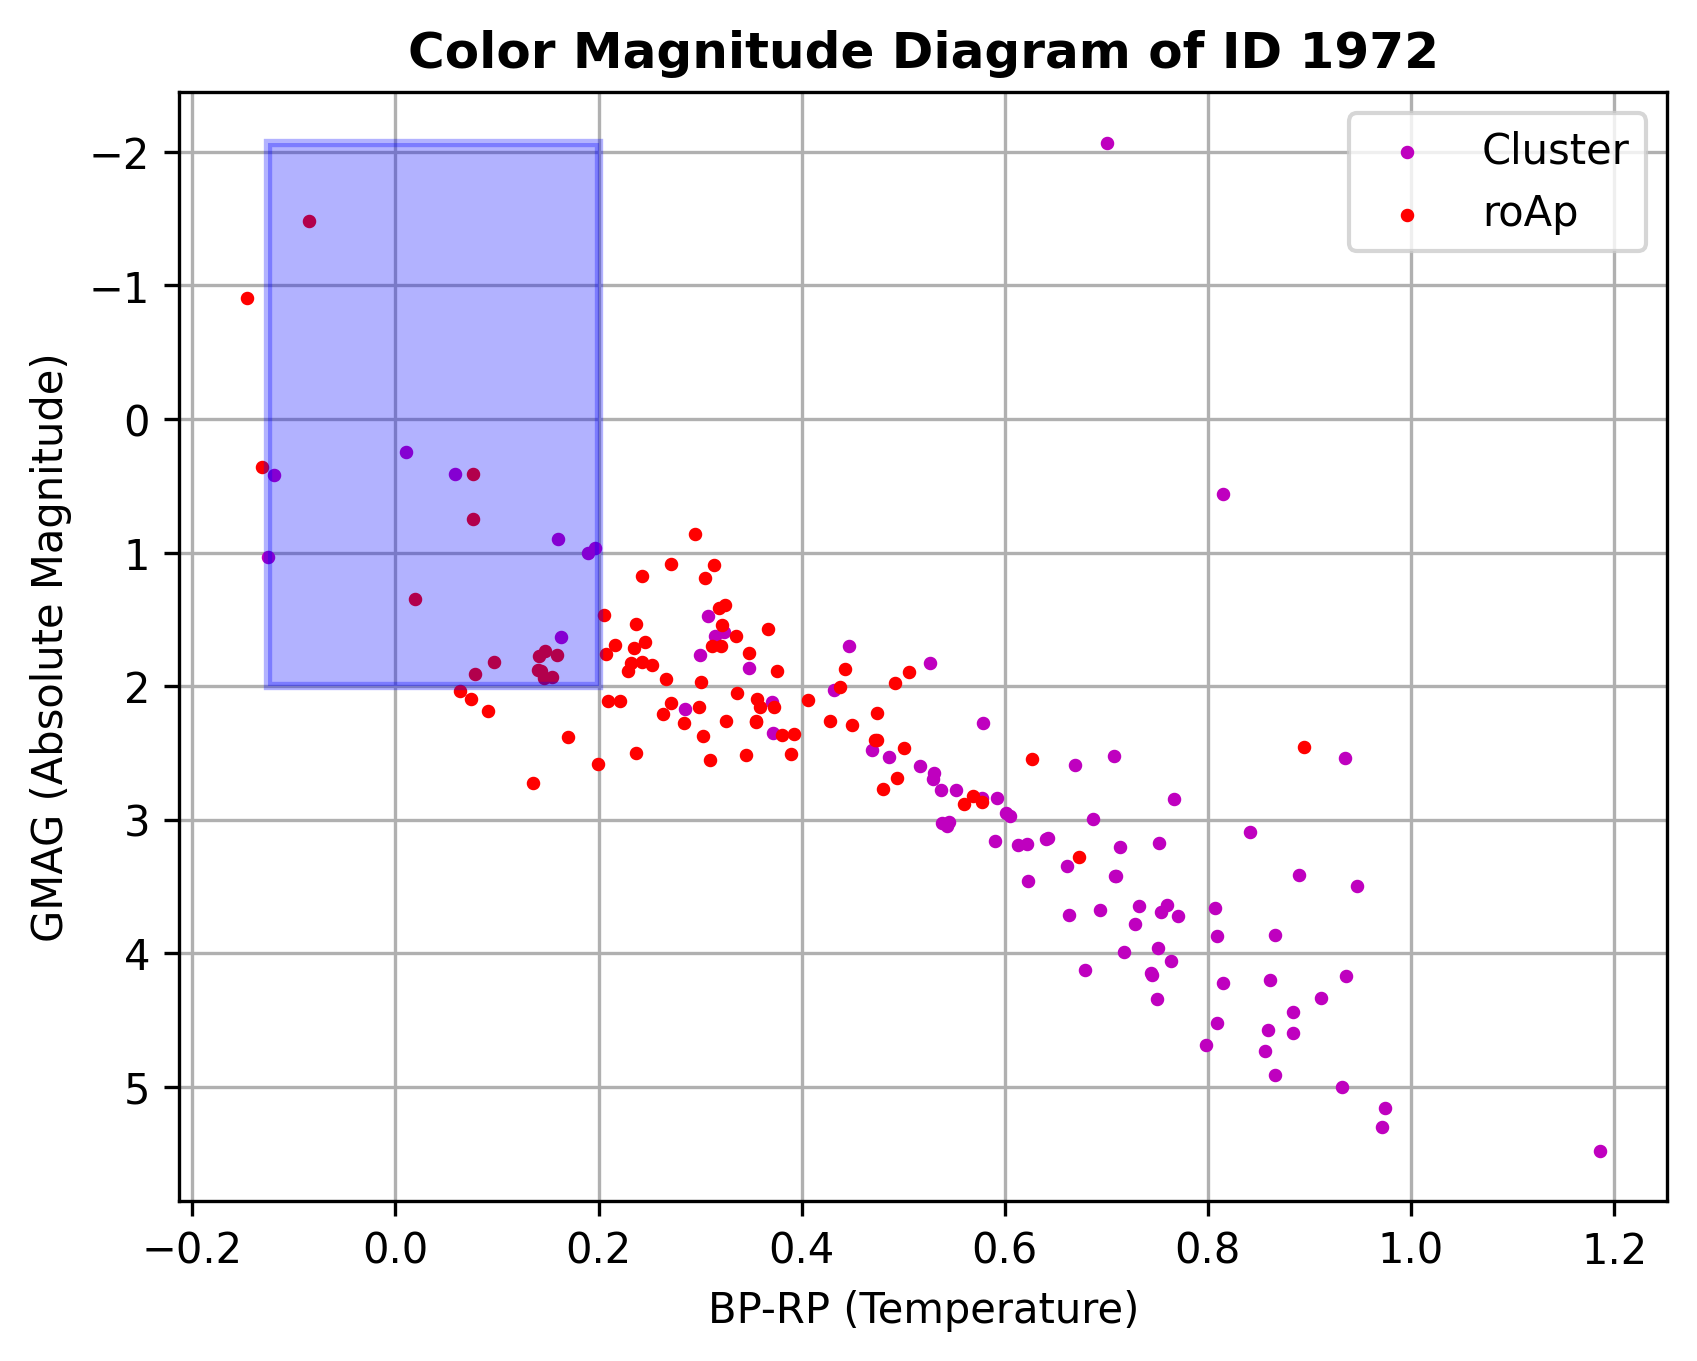 Color Magnitude Diagram of ID 1972
Cluster
roAp
−2
−1
0
1
2
3
4
5
GMAG (Absolute Magnitude)
−0.2 0.0 0.2 0.4 0.6 0.8 1.0 1.2
BP-RP (Temperature)